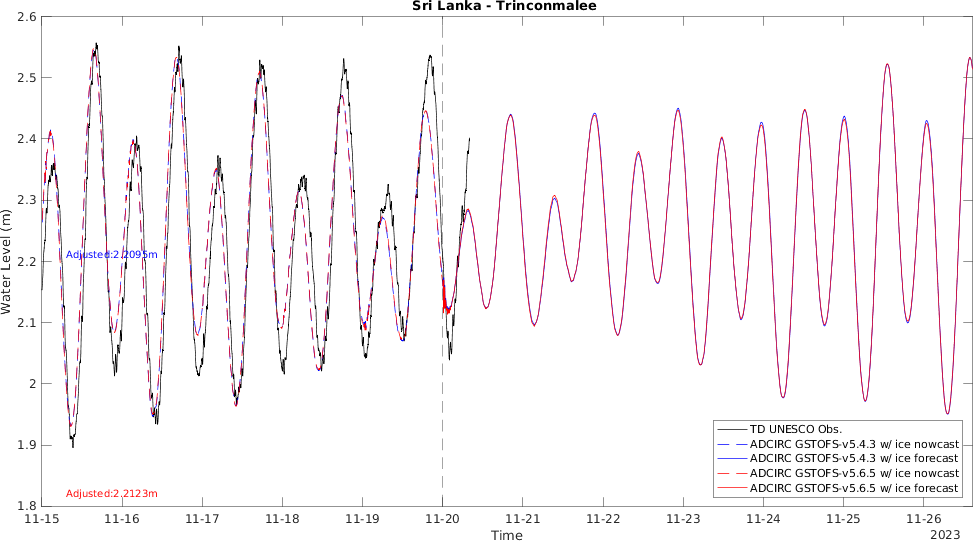 Sri Lanka - Trinconmalee
2.6
2.5
2.4
2.3
2.2
2.1
2
1.9
1.8
Water Level (m)
Adjusted:2.2095m
Adjusted:2.2123m
TD UNESCO Obs.
ADCIRC GSTOFS-v5.4.3 w/ ice nowcast
ADCIRC GSTOFS-v5.4.3 w/ ice forecast
ADCIRC GSTOFS-v5.6.5 w/ ice nowcast
ADCIRC GSTOFS-v5.6.5 w/ ice forecast
11-15 11-16 11-17 11-18 11-19 11-20 11-21 11-22 11-23 11-24 11-25 11-26
2023
Time